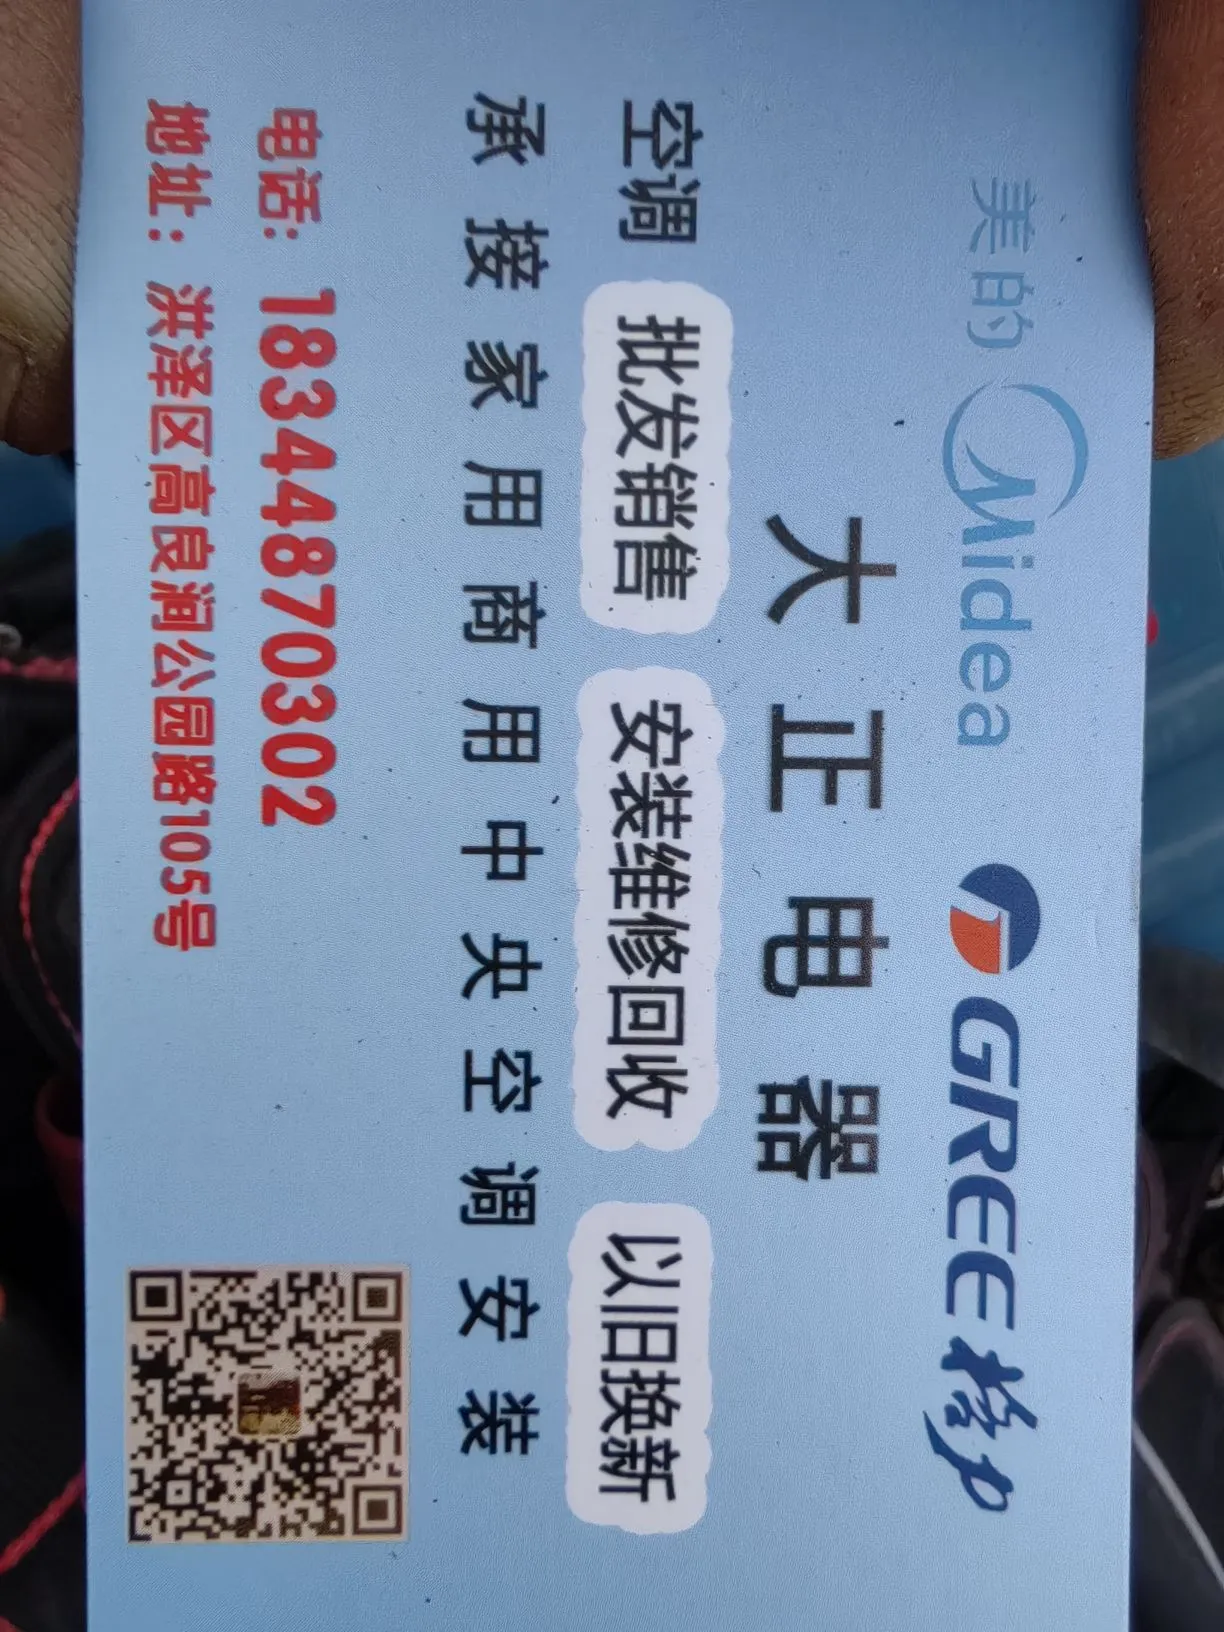 美的 Midea GREE 格力
大正电器
空调 批发销售 安装维修回收 以旧换新
承接家用商用中央空调安装
电话: 18344870302
地址: 洪泽区高良涧公园路105号